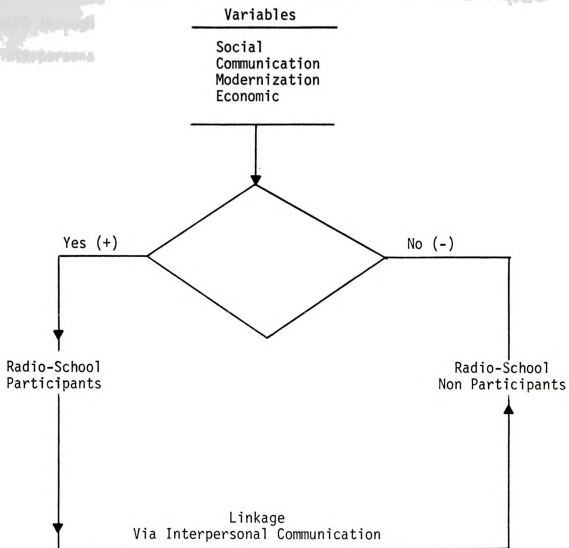 Variables
Social
Communication
Modernization
Economic
Yes (+)
No (-)
Radio-School
Participants
Radio-School
Non Participants
Linkage
Via Interpersonal Communication